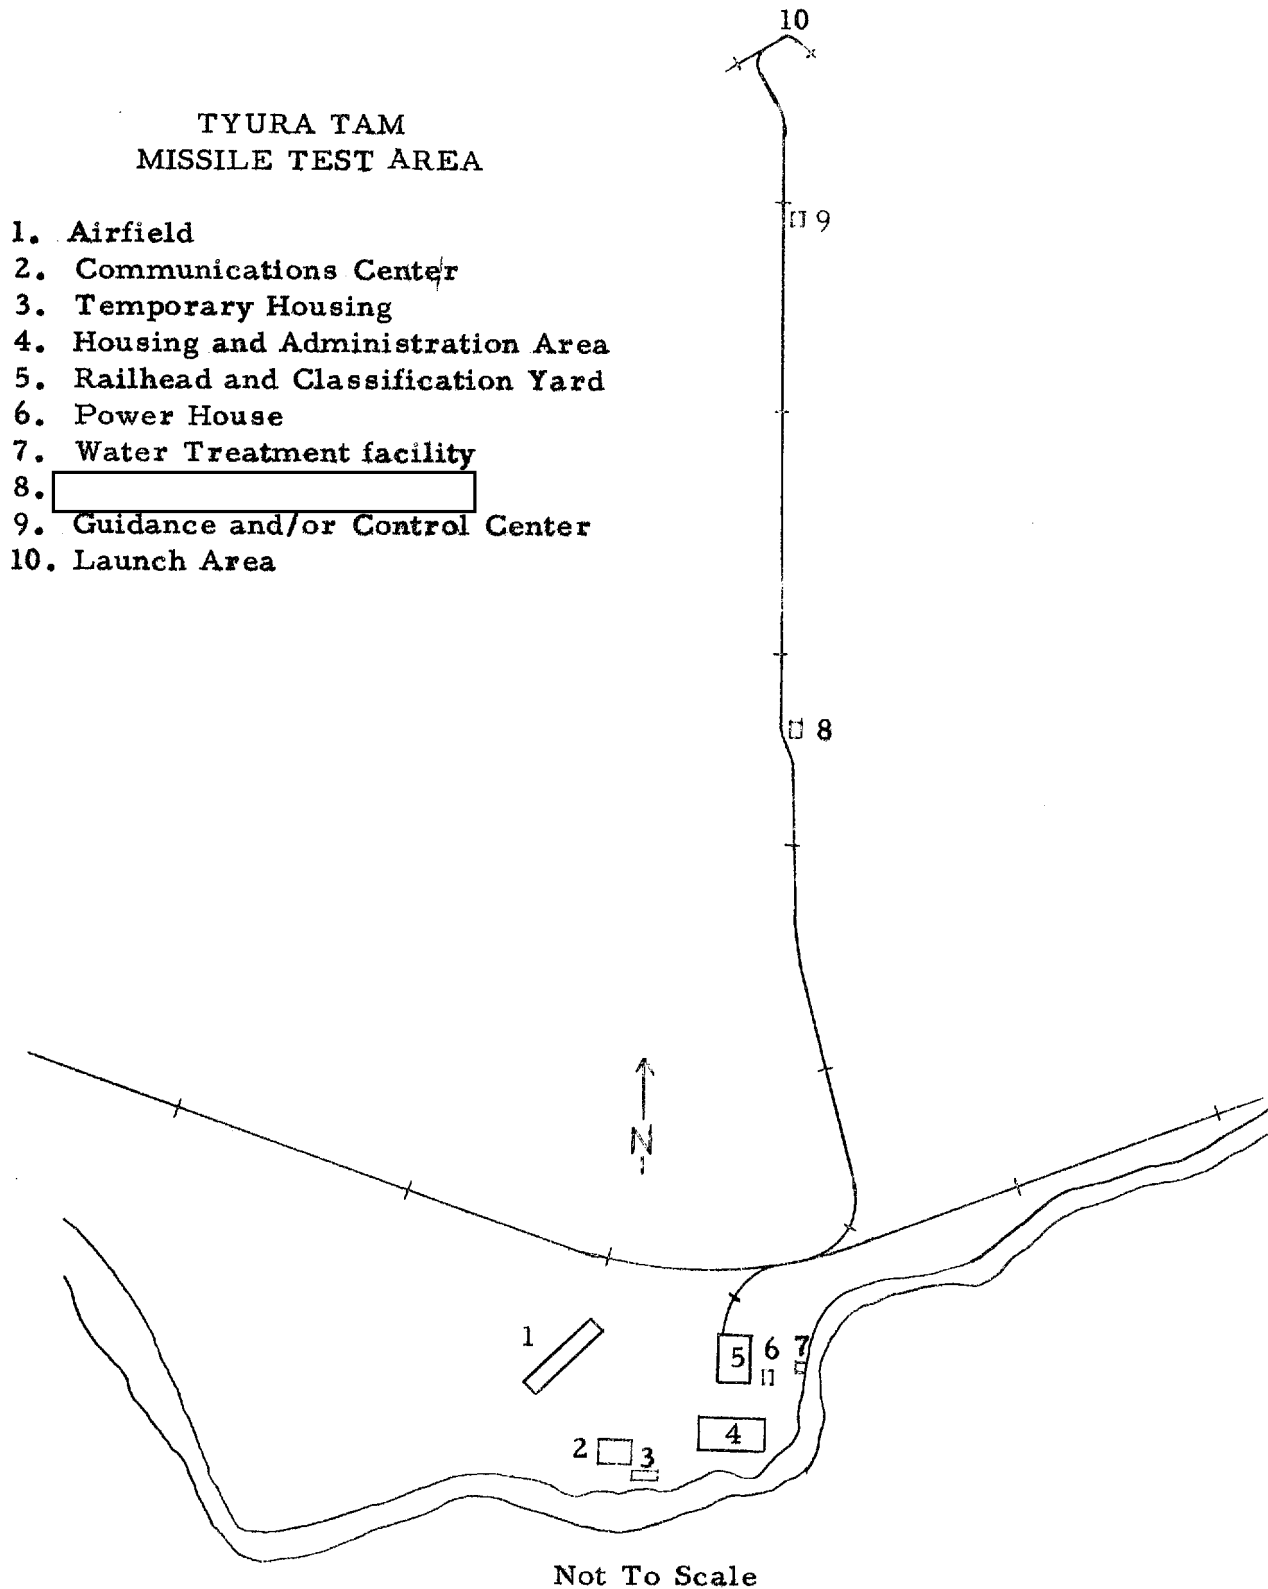 TYURA TAM
MISSILE TEST AREA
1. Airfield
2. Communications Center
3. Temporary Housing
4. Housing and Administration Area
5. Railhead and Classification Yard
6. Power House
7. Water Treatment facility
8.
9. Guidance and/or Control Center
10. Launch Area
10
9
8
N
1
5
6
7
4
2
3
Not To Scale